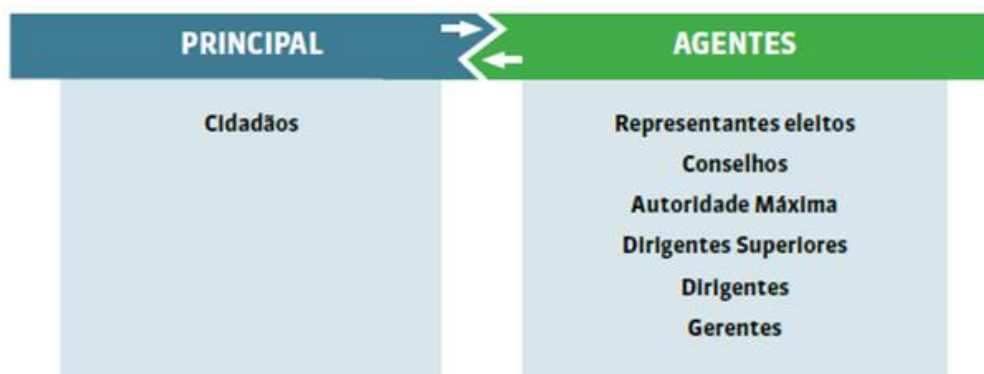 PRINCIPAL
AGENTES
Cidadãos
Representantes eleitos
Conselhos
Autoridade Máxima
Dirigentes Superiores
Dirigentes
Gerentes